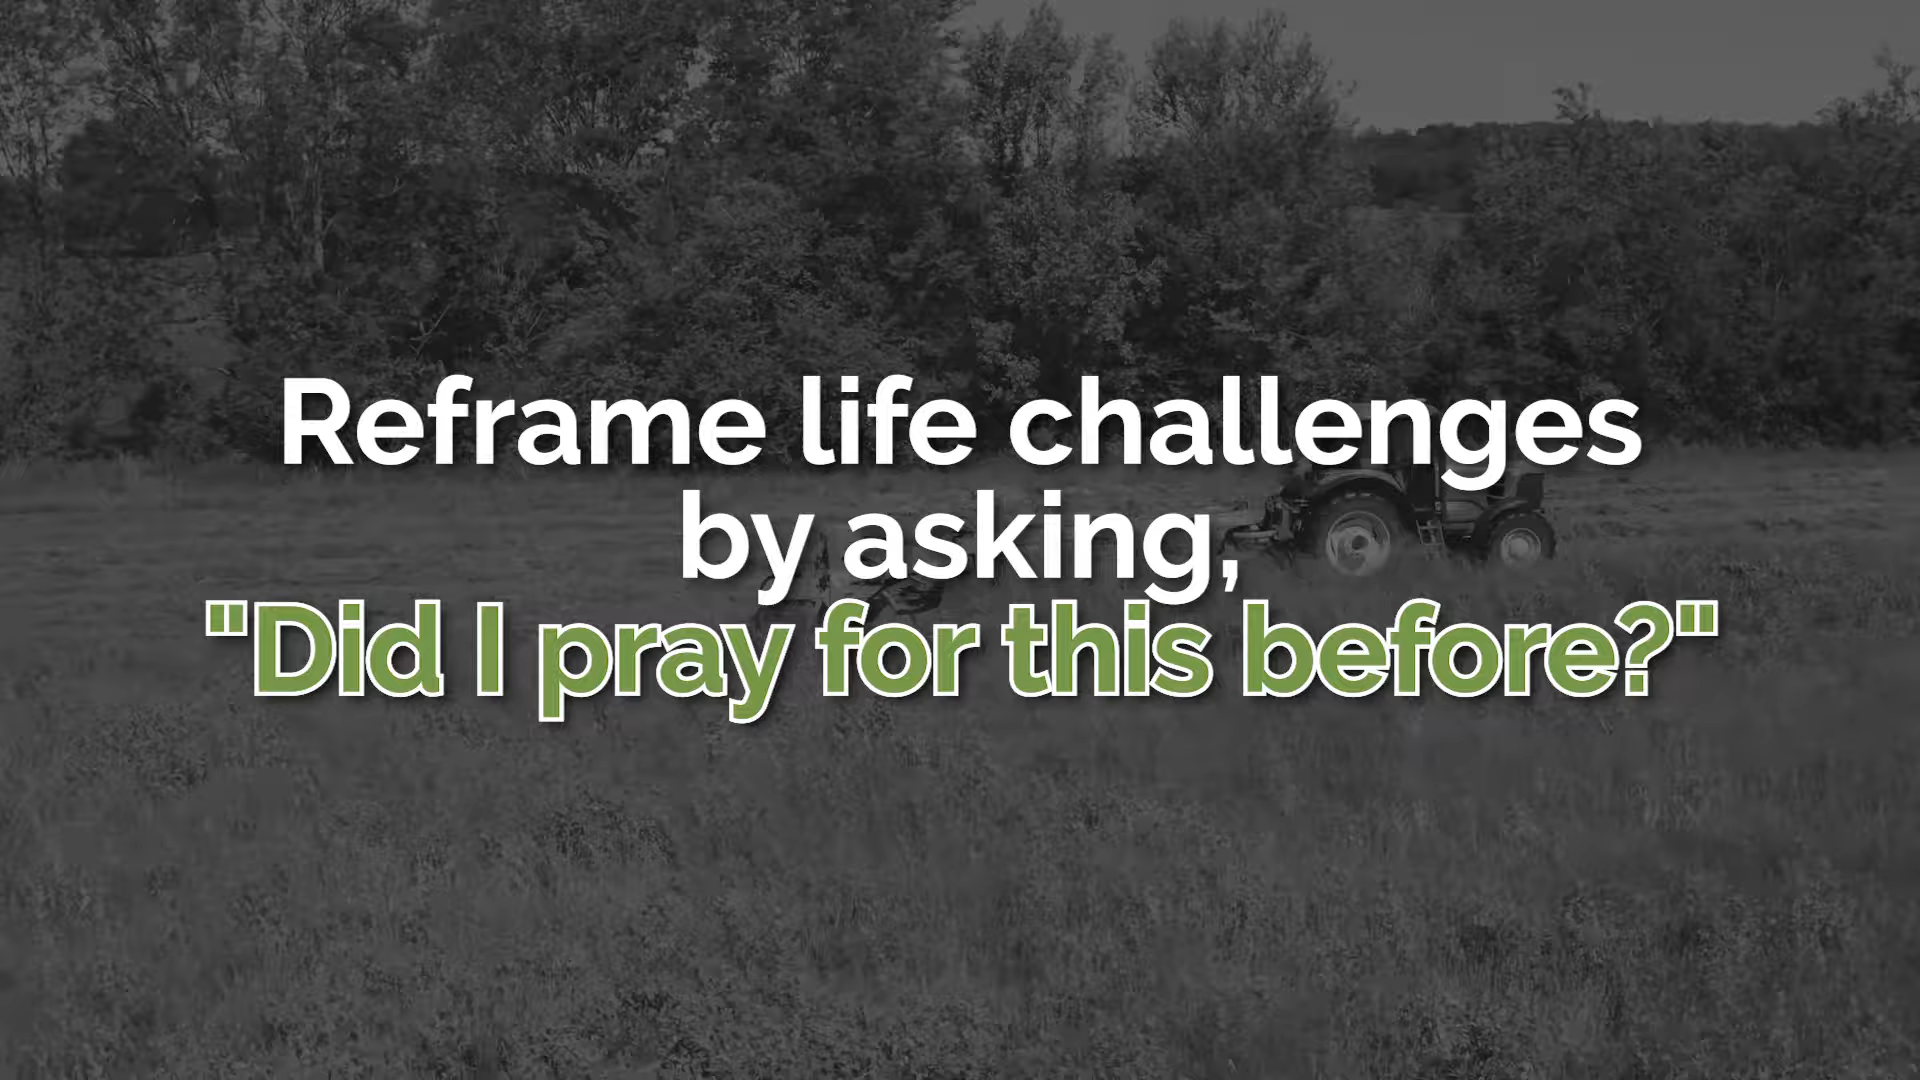 Reframe life challenges
by asking,
"Did I pray for this before?"